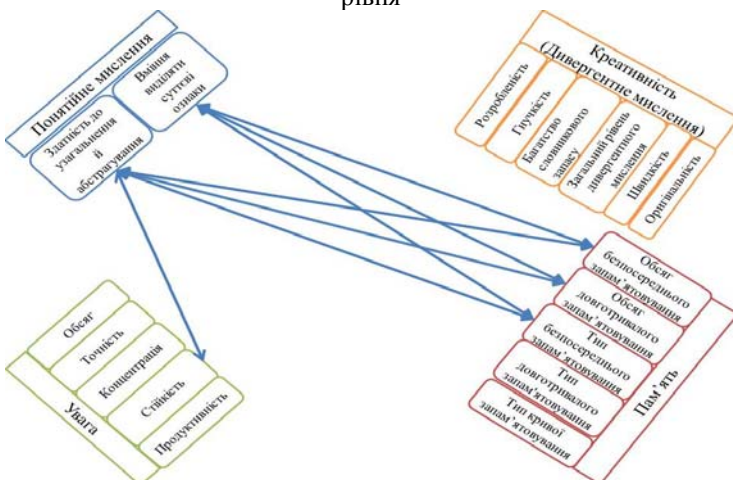 рівня
Понятійне мислення
Вміння
виділяти
суттєві
ознаки
Здатність до
узагальнення
й
абстрагування
Креативність
(Дивергентне мислення)
Розробленість
Гнучкість
Багатство
словникового
запасу
Загальний рівень
дивергентного
мислення
Швидкість
Оригінальність
Увага
Обсяг
Точність
Концентрація
Стійкість
Продуктивність
Пам’ять
Обсяг
безпосереднього
запам’ятовування
Обсяг
довготривалого
запам’ятовування
Тип
безпосереднього
запам’ятовування
Тип
довготривалого
запам’ятовування
Тип кривої
запам’ятовування